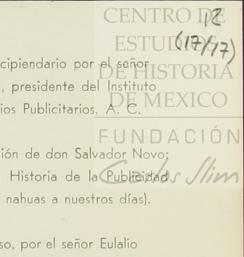 CENTRO DE
ESTUDIOS
DE HISTORIA
DE MEXICO
FUNDACIÓN
Carlos Slim
12
(17/17)
cipiendario por el señor
, presidente del Instituto
ios Publicitarios, A. C.
ión de don Salvador Novo;
Historia de la Publicidad
nahuas a nuestros días).
so, por el señor Eulalio